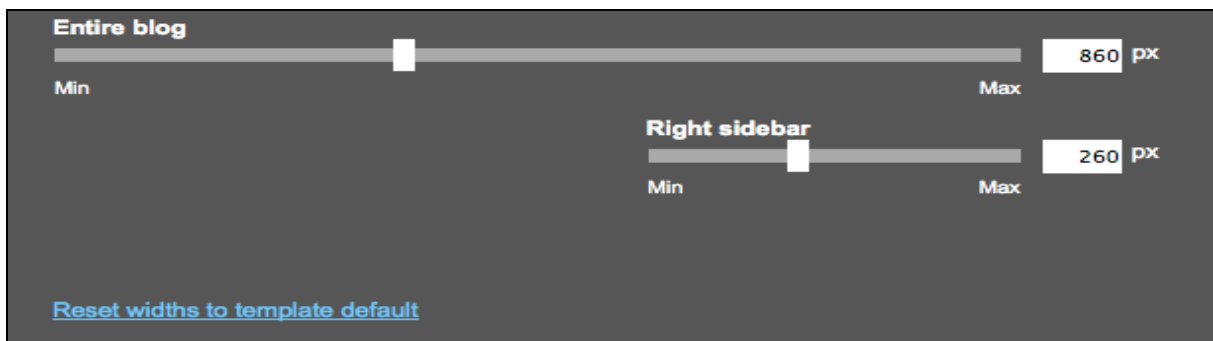 Entire blog
860 px
Min Max
Right sidebar
260 px
Min Max
Reset widths to template default